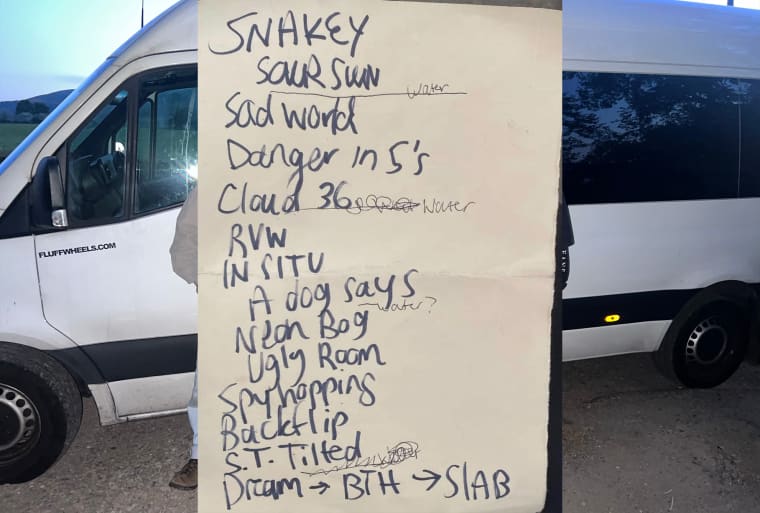 SNAKEY
SOUR SUN
water
Sad World
Danger in 5's
Cloud 36 Water
RVW
IN SITU
A dog says
water?
Neon Bog
Ugly Room
Spyhopping
Backflip
S.T. Tilted
Dream → BTH → SlAB
FLUFFWHEELS.COM